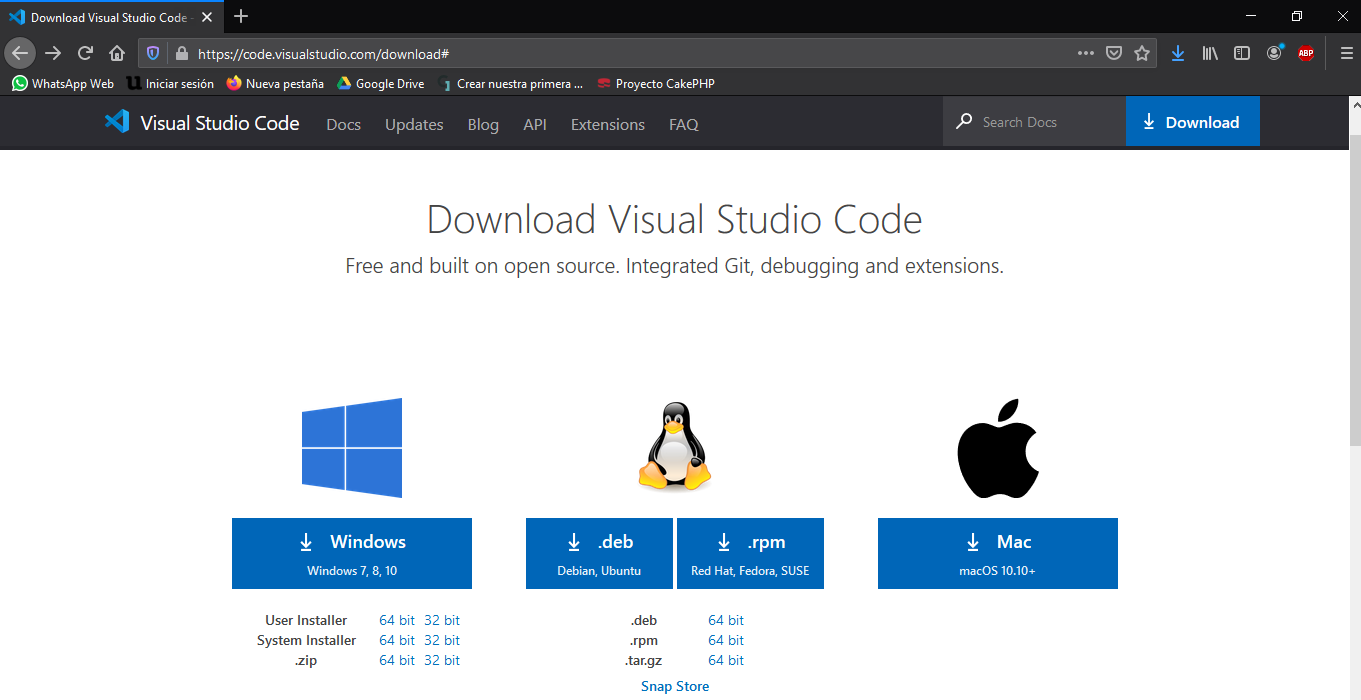 Download Visual Studio Code -
https://code.visualstudio.com/download#
ABP
WhatsApp Web Iniciar sesión Nueva pestaña Google Drive Crear nuestra primera ... Proyecto CakePHP
Visual Studio Code Docs Updates Blog API Extensions FAQ Search Docs Download
Download Visual Studio Code
Free and built on open source. Integrated Git, debugging and extensions.
Windows .deb .rpm Mac
Windows 7, 8, 10 Debian, Ubuntu Red Hat, Fedora, SUSE macOS 10.10+
User Installer 64 bit 32 bit .deb 64 bit
System Installer 64 bit 32 bit .rpm 64 bit
.zip 64 bit 32 bit .tar.gz 64 bit
Snap Store